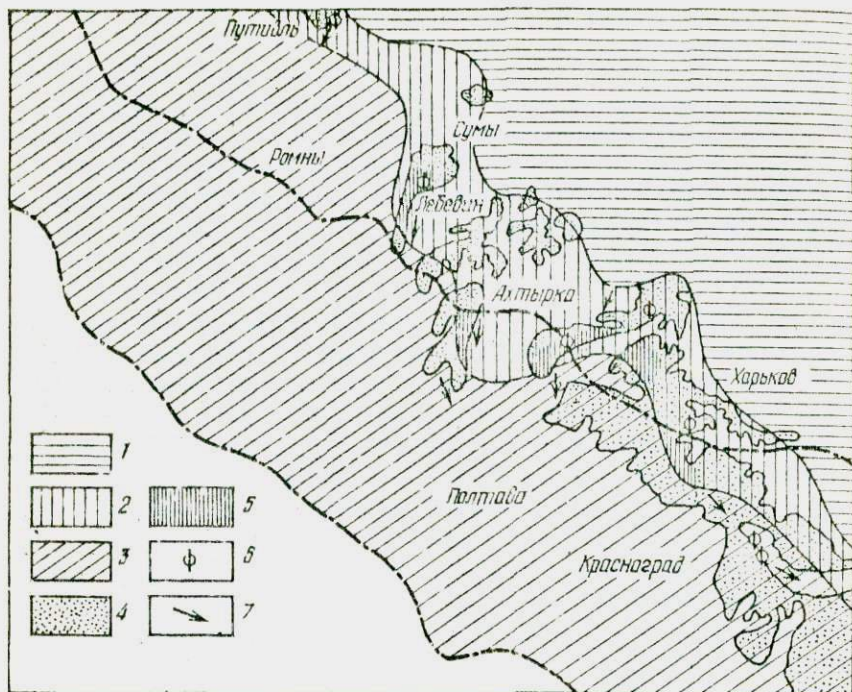 Путивль
Сумы
Ромны
Лебедин
Ахтырка
Харьков
Полтава
Красноград
1
2
5
3
ф
6
4
7